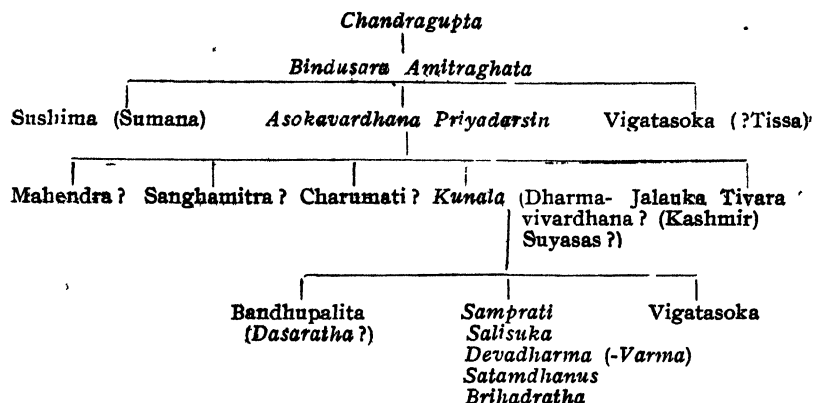 Chandragupta
Bindusara Amitraghata
Sushima (Sumana) Asokavardhana Priyadarsin Vigatasoka (?Tissa)
Mahendra ? Sanghamitra ? Charumati ? Kunala (Dharma- Jalauka Tivara
vivardhana ? (Kashmir)
Suyasas ?)
Bandhupalita Samprati Vigatasoka
(Dasaratha ?) Salisuka
Devadharma (-Varma)
Satamdhanus
Brihadratha